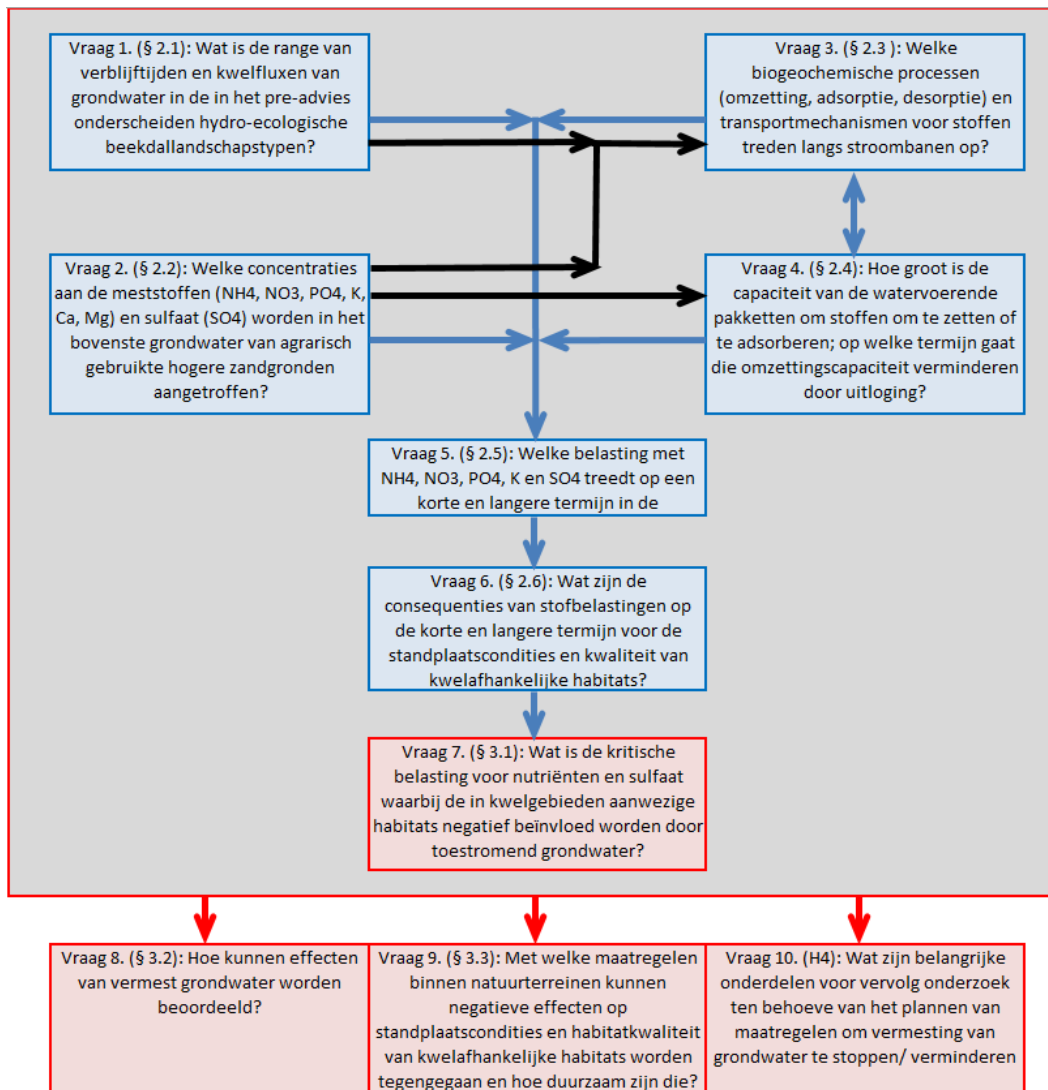 Vraag 1. (§ 2.1): Wat is de range van
verblijftijden en kwelfluxen van
grondwater in de in het pre-advies
onderscheiden hydro-ecologische
beekdallandschapstypen?
Vraag 3. (§ 2.3 ): Welke
biogeochemische processen
(omzetting, adsorptie, desorptie) en
transportmechanismen voor stoffen
treden langs stroombanen op?
Vraag 2. (§ 2.2): Welke concentraties
aan de meststoffen (NH4, NO3, PO4, K,
Ca, Mg) en sulfaat (SO4) worden in het
bovenste grondwater van agrarisch
gebruikte hogere zandgronden
aangetroffen?
Vraag 4. (§ 2.4): Hoe groot is de
capaciteit van de watervoerende
pakketten om stoffen om te zetten of
te adsorberen; op welke termijn gaat
die omzettingscapaciteit verminderen
door uitloging?
Vraag 5. (§ 2.5): Welke belasting met
NH4, NO3, PO4, K en SO4 treedt op een
korte en langere termijn in de
Vraag 6. (§ 2.6): Wat zijn de
consequenties van stofbelastingen op
de korte en langere termijn voor de
standplaatscondities en kwaliteit van
kwelafhankelijke habitats?
Vraag 7. (§ 3.1): Wat is de kritische
belasting voor nutriënten en sulfaat
waarbij de in kwelgebieden aanwezige
habitats negatief beïnvloed worden door
toestromend grondwater?
Vraag 8. (§ 3.2): Hoe kunnen effecten
van vermest grondwater worden
beoordeeld?
Vraag 9. (§ 3.3): Met welke maatregelen
binnen natuurterreinen kunnen
negatieve effecten op
standplaatscondities en habitatkwaliteit
van kwelafhankelijke habitats worden
tegengegaan en hoe duurzaam zijn die?
Vraag 10. (H4): Wat zijn belangrijke
onderdelen voor vervolg onderzoek
ten behoeve van het plannen van
maatregelen om vermesting van
grondwater te stoppen/ verminderen